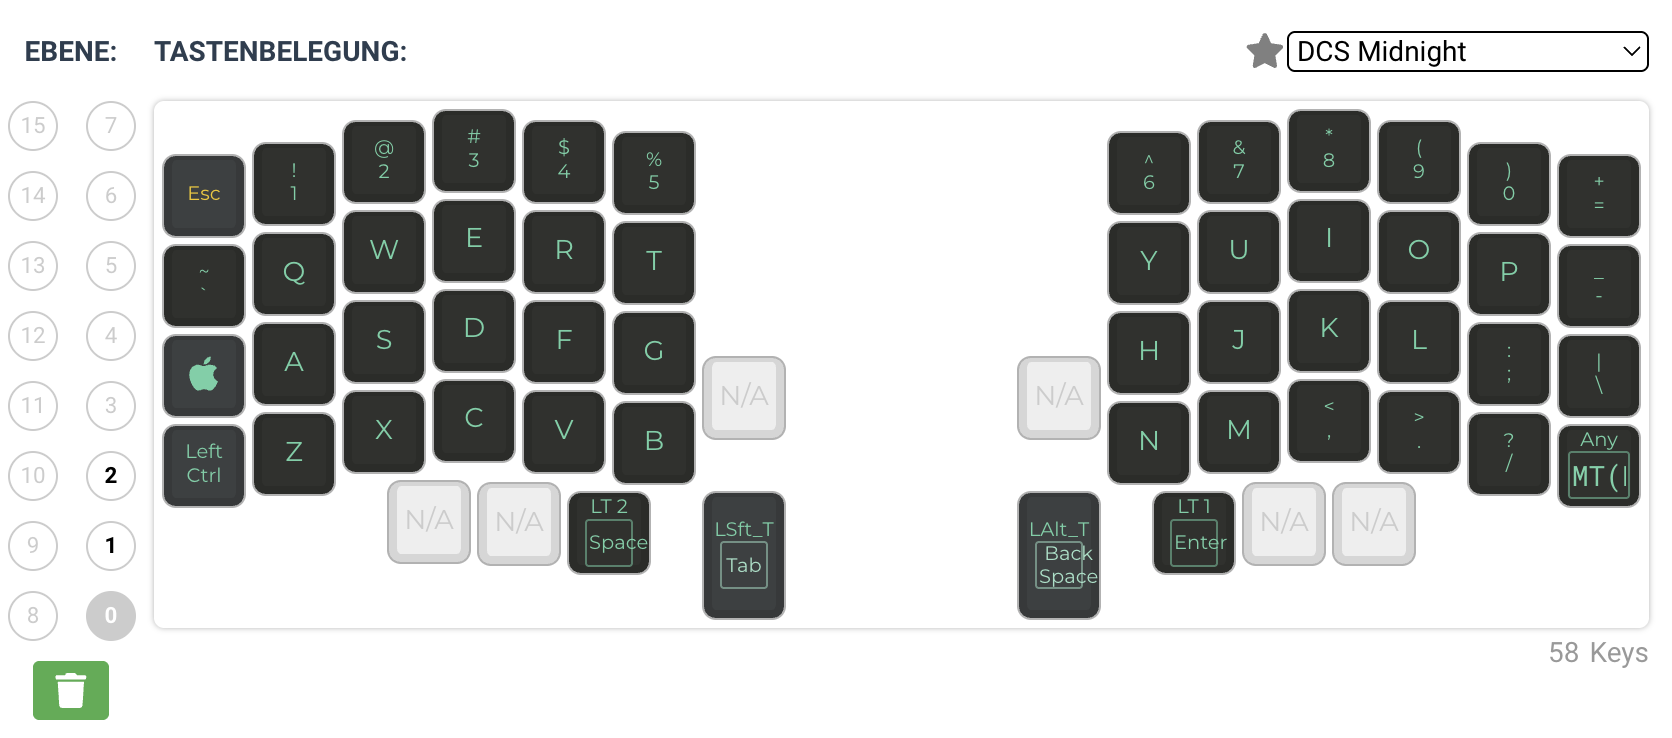 EBENE: TASTENBELEGUNG: DCS Midnight
15 7
14 6
13 5
12 4
11 3
10 2
9 1
8 0
Esc ! 1 @ 2 # 3 $ 4 % 5 ^ 6 & 7 * 8 ( 9 ) 0 + =
~ ` Q W E R T Y U I O P _ -
A S D F G N/A N/A H J K L : ; | \
Left Ctrl Z X C V B N M < , > . ? / Any MT(
N/A N/A LT 2 Space LSft_T Tab LAlt_T Back Space LT 1 Enter N/A N/A
58 Keys